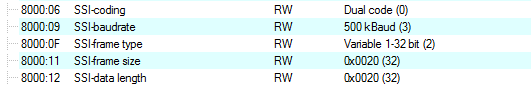 8000:06 SSI-coding RW Dual code (0)
8000:09 SSI-baudrate RW 500 kBaud (3)
8000:0F SSI-frame type RW Variable 1-32 bit (2)
8000:11 SSI-frame size RW 0x0020 (32)
8000:12 SSI-data length RW 0x0020 (32)